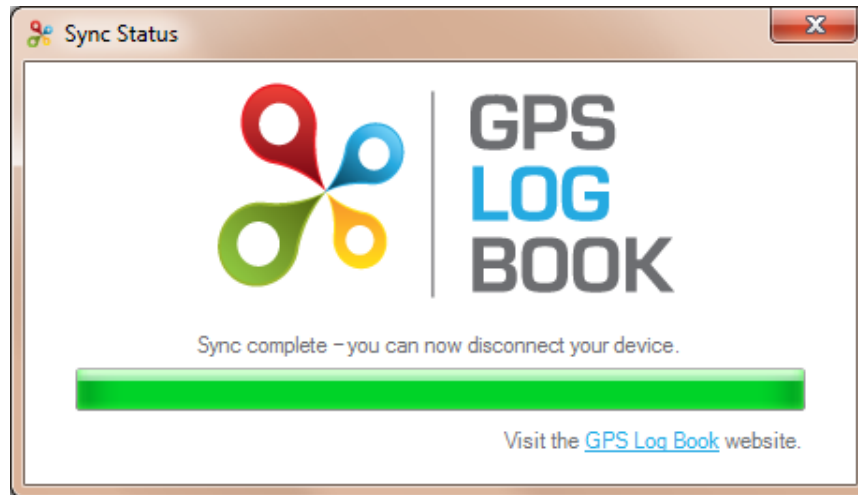 Sync Status
GPS
LOG
BOOK
Sync complete – you can now disconnect your device.
Visit the GPS Log Book website.